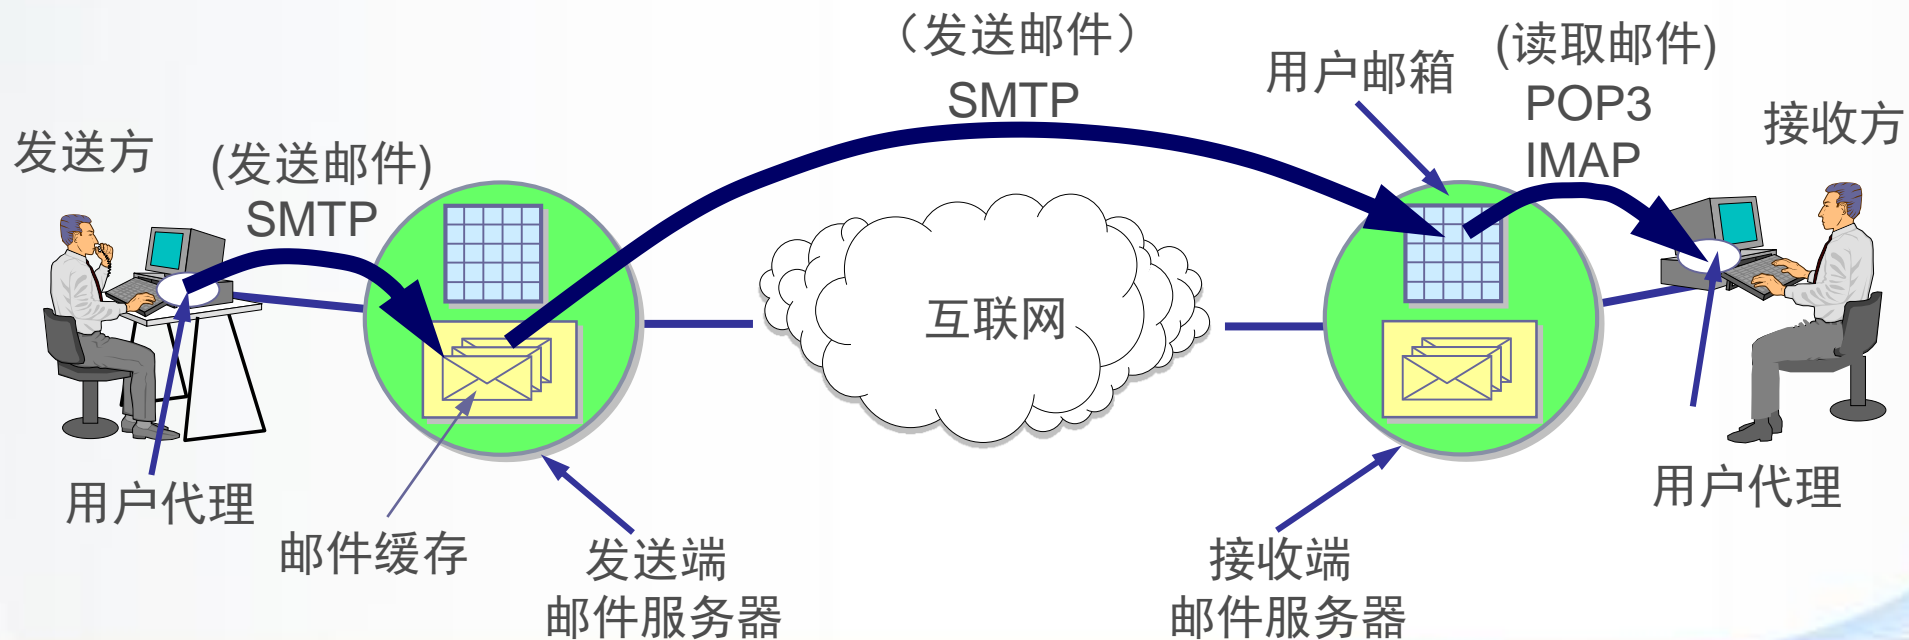 （发送邮件）
SMTP
用户邮箱
(读取邮件)
POP3
IMAP
发送方
(发送邮件)
SMTP
接收方
互联网
用户代理
邮件缓存
发送端
邮件服务器
接收端
邮件服务器
用户代理